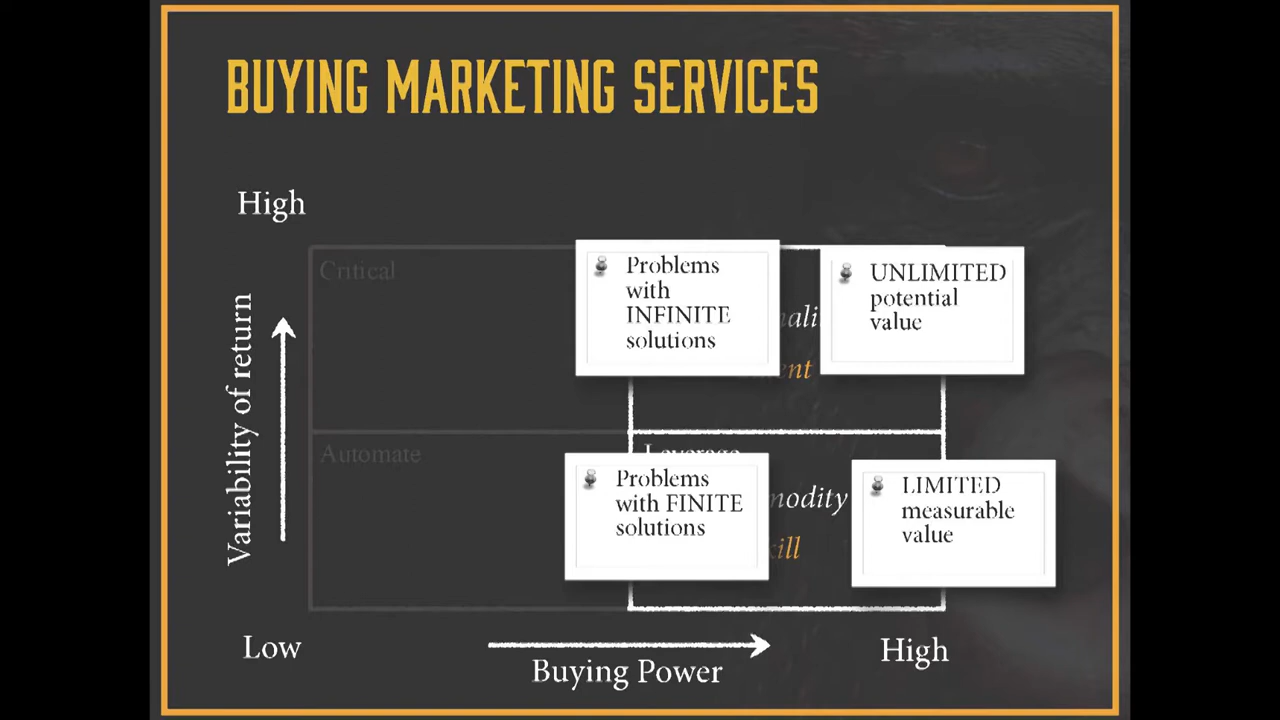 BUYING MARKETING SERVICES
High
Critical
Problems
with
INFINITE
solutions
UNLIMITED
potential
value
Variability of return
Automate
Leverage
Problems
with FINITE
solutions
LIMITED
measurable
value
Low
Buying Power
High